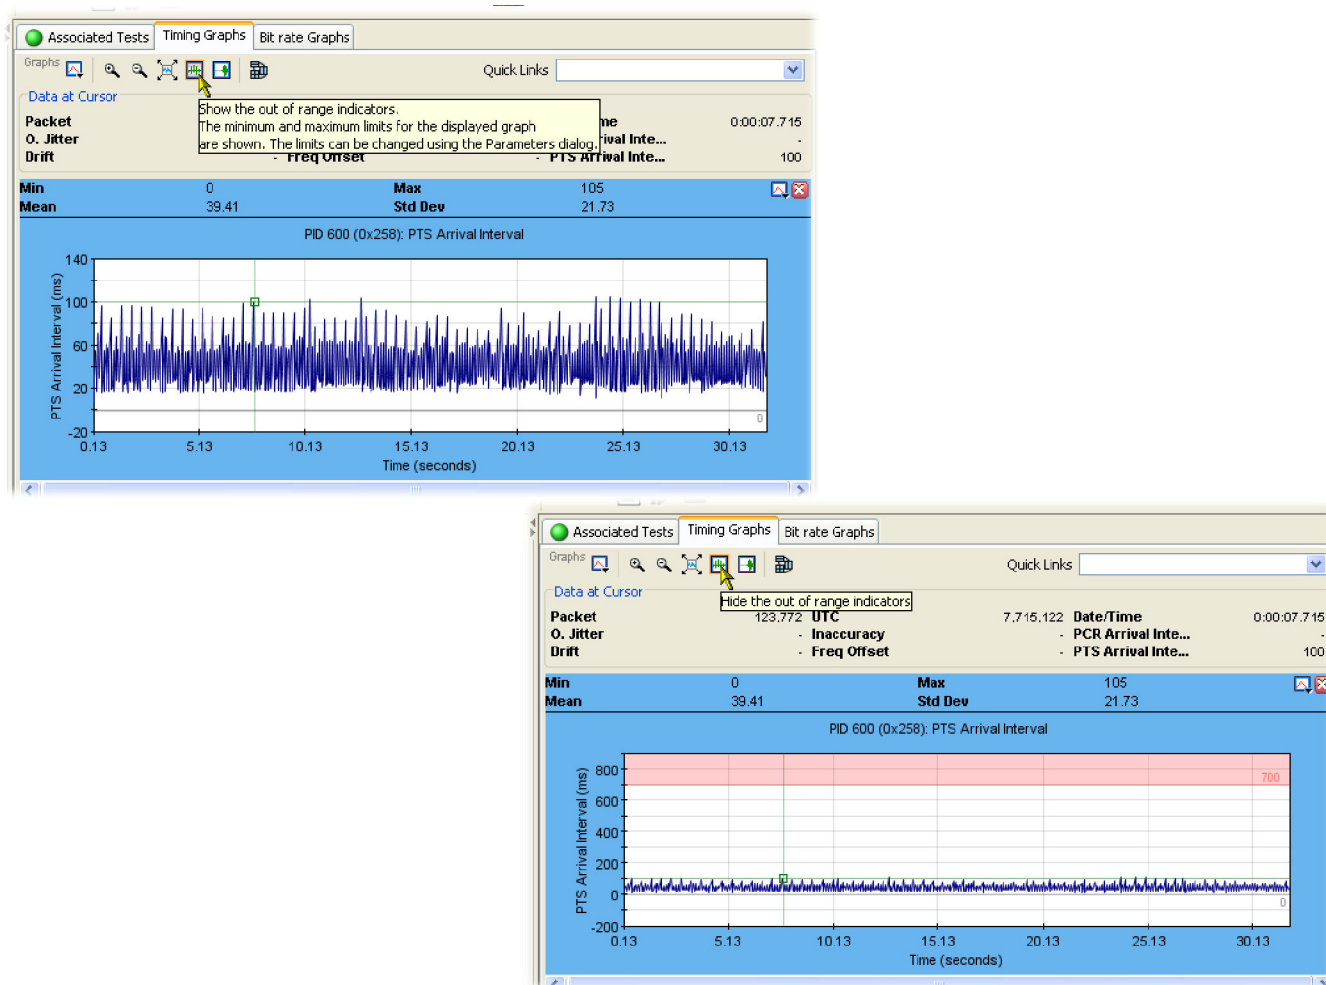 Associated Tests Timing Graphs Bit rate Graphs
Graphs Quick Links
Data at Cursor
Show the out of range indicators.
The minimum and maximum limits for the displayed graph
are shown. The limits can be changed using the Parameters dialog.
Packet me 0:00:07.715
O. Jitter ival Inte... -
Drift - Freq Offset - PTS Arrival Inte... 100
Min 0 Max 105
Mean 39.41 Std Dev 21.73
PID 600 (0x258): PTS Arrival Interval
PTS Arrival Interval (ms)
140
100
60
20
-20
0
0.13 5.13 10.13 15.13 20.13 25.13 30.13
Time (seconds)
Associated Tests Timing Graphs Bit rate Graphs
Graphs Quick Links
Data at Cursor
Hide the out of range indicators
Packet 123,772 UTC 7,715,122 Date/Time 0:00:07.715
O. Jitter - Inaccuracy - PCR Arrival Inte... -
Drift - Freq Offset - PTS Arrival Inte... 100
Min 0 Max 105
Mean 39.41 Std Dev 21.73
PID 600 (0x258): PTS Arrival Interval
PTS Arrival Interval (ms)
800
700
600
400
200
0
0
-200
0.13 5.13 10.13 15.13 20.13 25.13 30.13
Time (seconds)